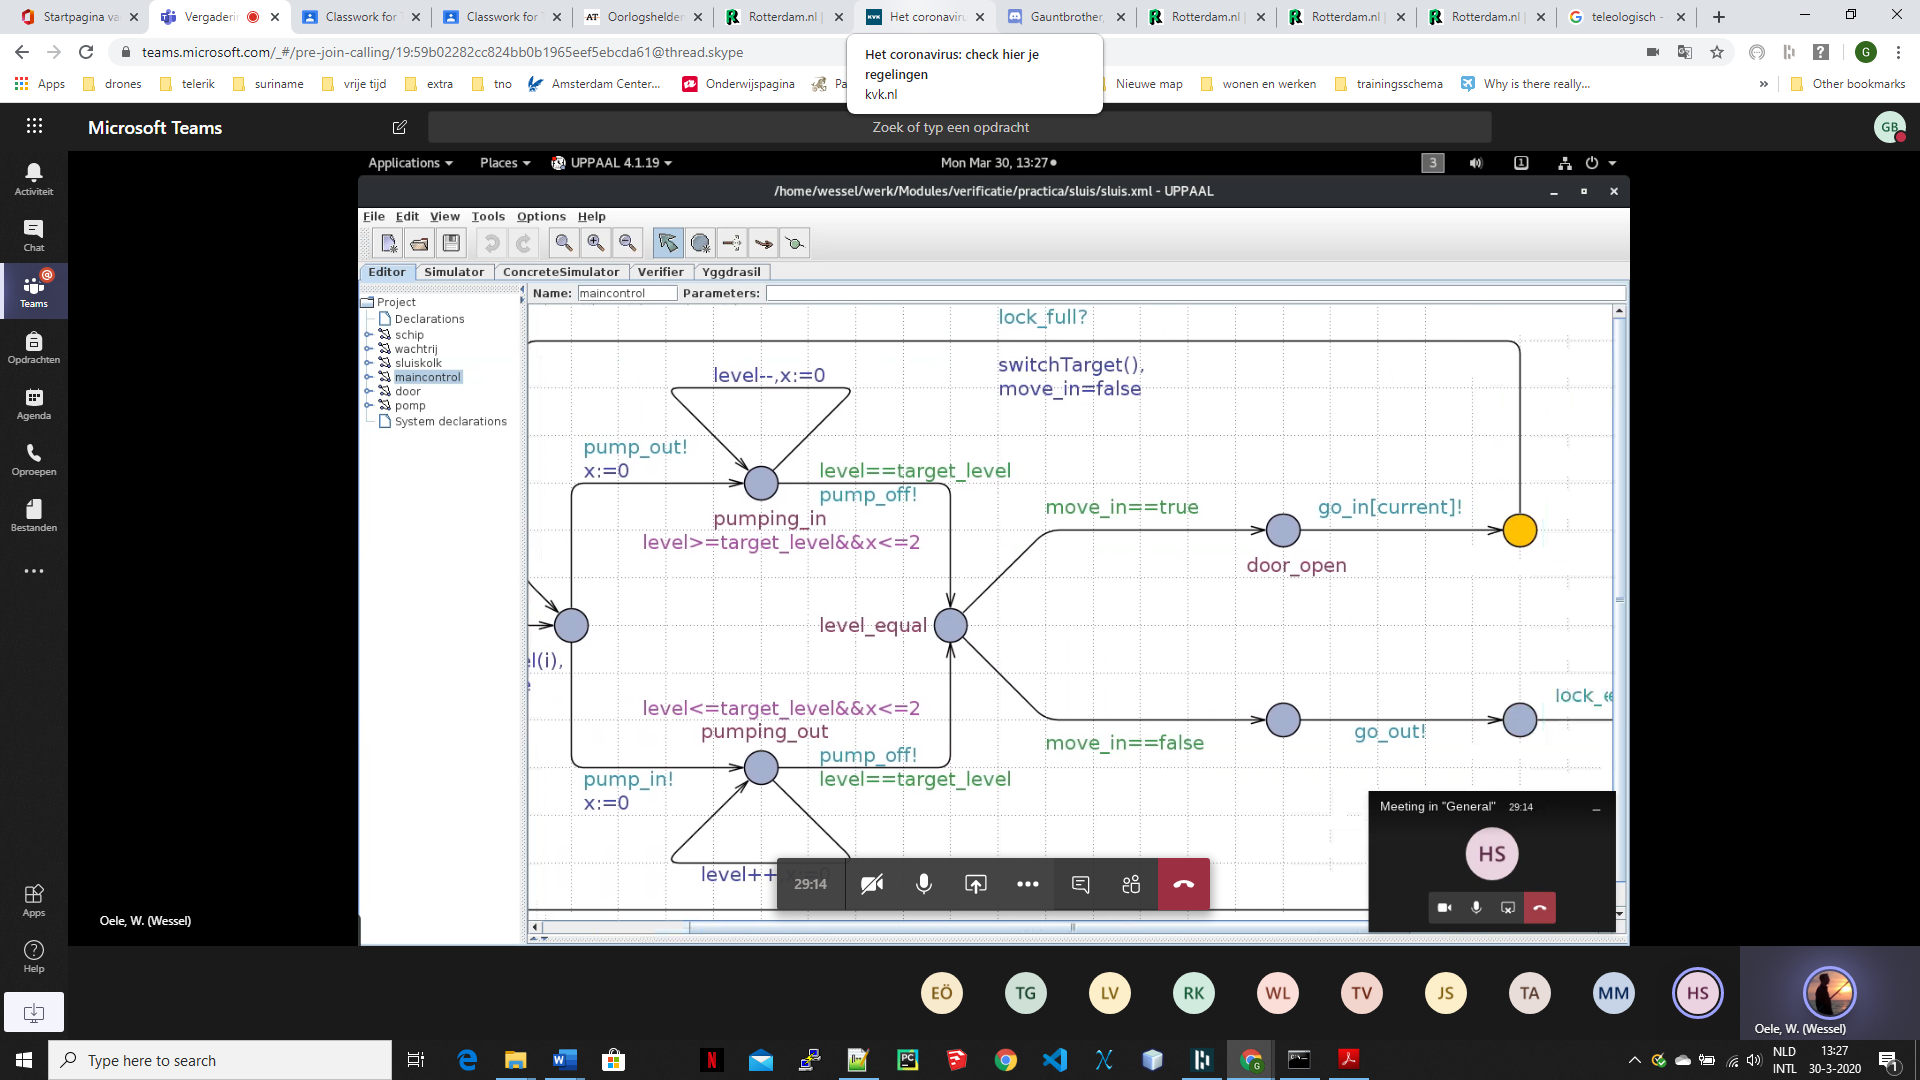 Startpagina va
Vergaderin
Classwork for
Classwork for
Oorlogshelden
Rotterdam.nl |
Het coronaviru
Gauntbrother,
Rotterdam.nl |
Rotterdam.nl |
Rotterdam.nl |
teleologisch -
teams.microsoft.com/_#/pre-join-calling/19:59b02282cc824bb0b1965eef5ebcda61@thread.skype
G
Het coronavirus: check hier je
regelingen
kvk.nl
Apps
drones
telerik
suriname
vrije tijd
extra
tno
Amsterdam Center...
Onderwijspagina
Pa
Nieuwe map
wonen en werken
trainingsschema
Why is there really...
Other bookmarks
Microsoft Teams
Zoek of typ een opdracht
GB
Activiteit
Chat
Teams
Opdrachten
Agenda
Oproepen
Bestanden
Apps
Help
Applications
Places
UPPAAL 4.1.19
Mon Mar 30, 13:27
3
1
/home/wessel/werk/Modules/verificatie/practica/sluis/sluis.xml - UPPAAL
File Edit View Tools Options Help
Editor Simulator ConcreteSimulator Verifier Yggdrasil
Name: maincontrol Parameters:
Project
Declarations
schip
wachtrij
sluiskolk
maincontrol
door
pomp
System declarations
lock_full?
switchTarget(),
move_in=false
level--,x:=0
pump_out!
x:=0
level==target_level
pump_off!
pumping_in
level>=target_level&&x<=2
move_in==true
go_in[current]!
door_open
level_equal
el(i),
level<=target_level&&x<=2
pumping_out
pump_off!
level==target_level
pump_in!
x:=0
level++
move_in==false
go_out!
lock_e
29:14
Meeting in "General" 29:14
HS
Oele, W. (Wessel)
EÖ
TG
LV
RK
WL
TV
JS
TA
MM
HS
Oele, W. (Wessel)
Type here to search
NLD
INTL
13:27
30-3-2020
1